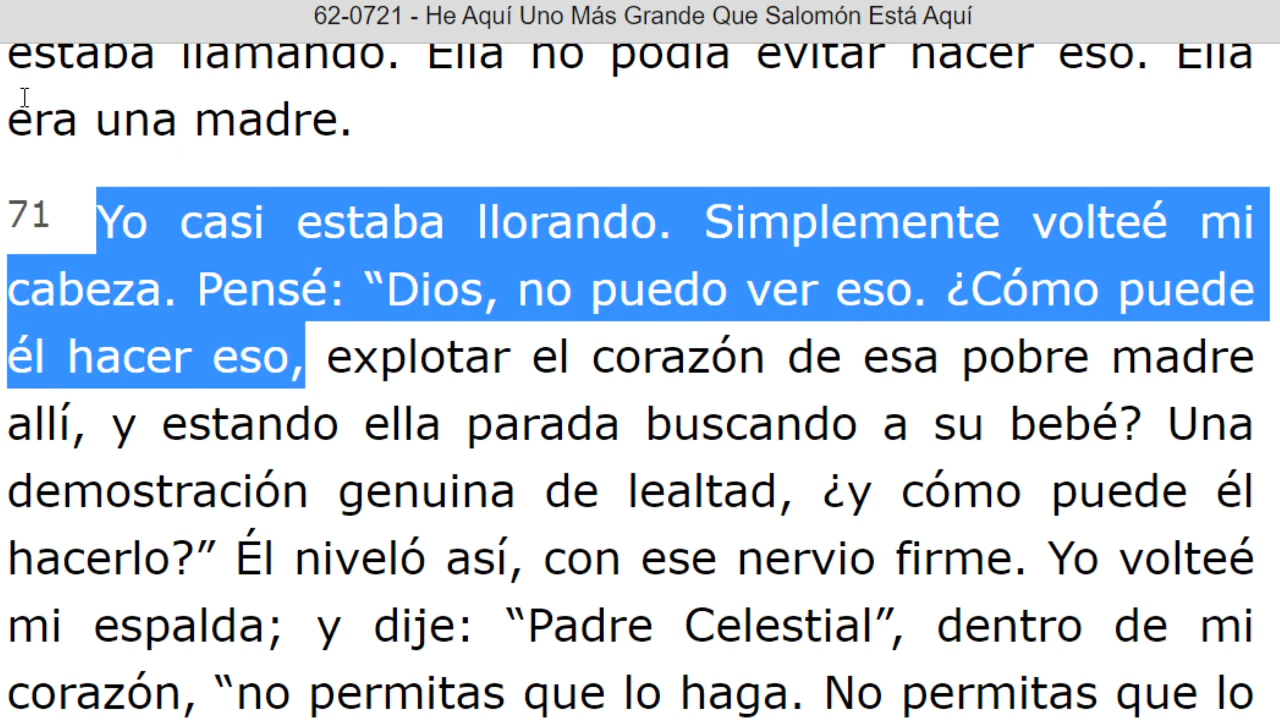 62-0721 - He Aquí Uno Más Grande Que Salomón Está Aquí
estaba llamando. Ella no podía evitar hacer eso. Ella
era una madre.
71 Yo casi estaba llorando. Simplemente volteé mi
cabeza. Pensé: “Dios, no puedo ver eso. ¿Cómo puede
él hacer eso, explotar el corazón de esa pobre madre
allí, y estando ella parada buscando a su bebé? Una
demostración genuina de lealtad, ¿y cómo puede él
hacerlo?” Él niveló así, con ese nervio firme. Yo volteé
mi espalda; y dije: “Padre Celestial”, dentro de mi
corazón, “no permitas que lo haga. No permitas que lo